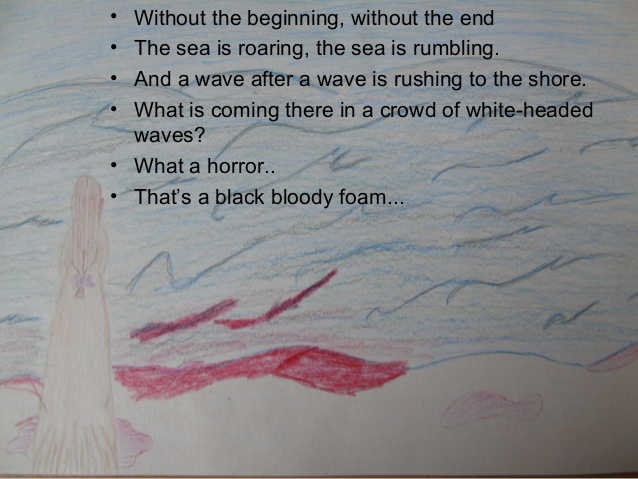 • Without the beginning, without the end
• The sea is roaring, the sea is rumbling.
• And a wave after a wave is rushing to the shore.
• What is coming there in a crowd of white-headed
waves?
• What a horror..
• That’s a black bloody foam...